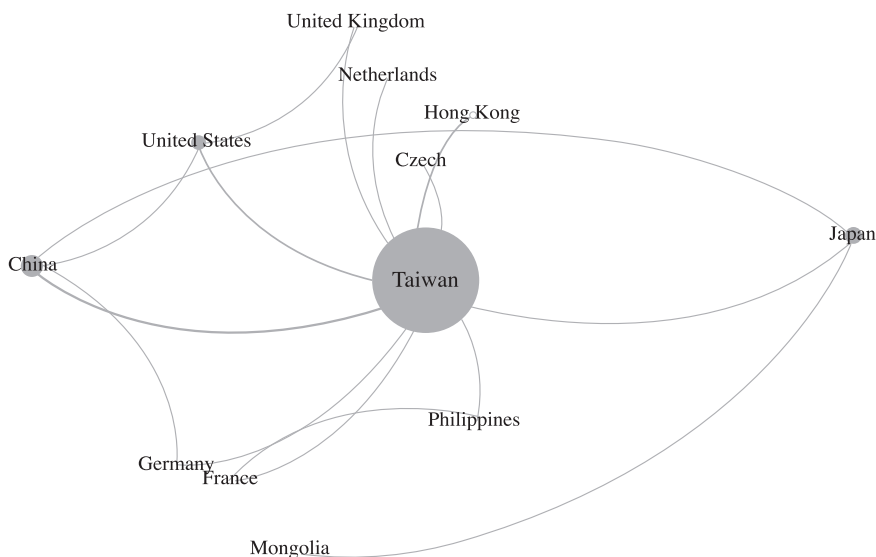 United Kingdom
Netherlands
Hong Kong
United States
Czech
Japan
China
Taiwan
Philippines
Germany
France
Mongolia